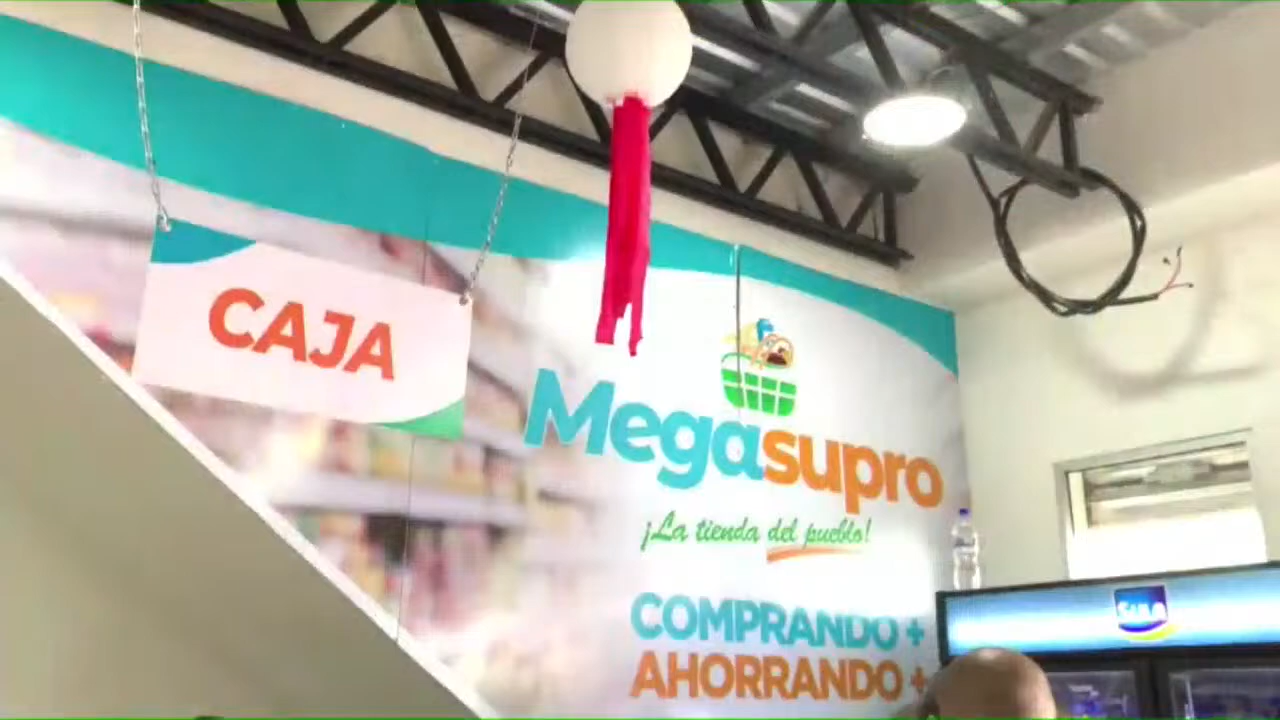 CAJA
Megasupro
¡La tienda del pueblo!
COMPRANDO +
AHORRANDO +